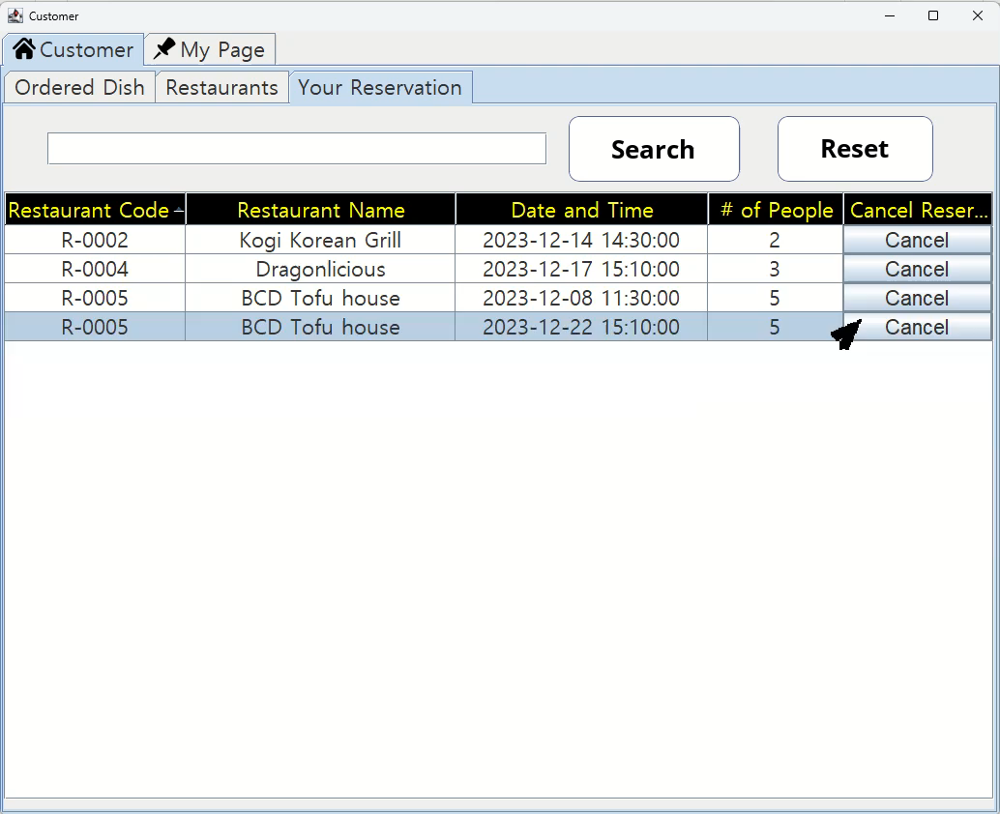 Customer
Customer My Page
Ordered Dish Restaurants Your Reservation
Search Reset
Restaurant Code Restaurant Name Date and Time # of People Cancel Reser...
R-0002 Kogi Korean Grill 2023-12-14 14:30:00 2 Cancel
R-0004 Dragonlicious 2023-12-17 15:10:00 3 Cancel
R-0005 BCD Tofu house 2023-12-08 11:30:00 5 Cancel
R-0005 BCD Tofu house 2023-12-22 15:10:00 5 Cancel